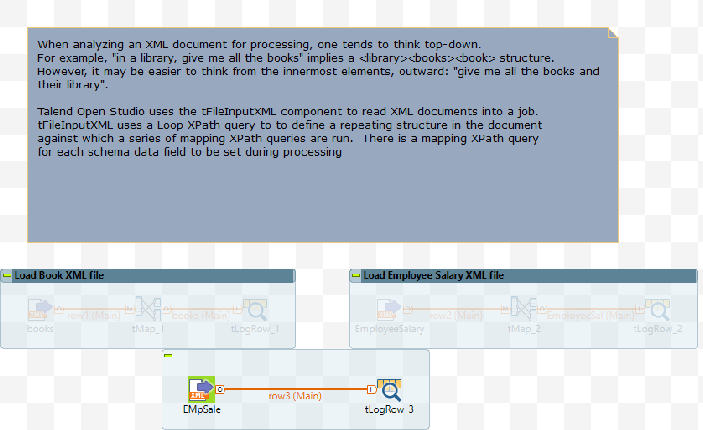 When analyzing an XML document for processing, one tends to think top-down.
For example, "in a library, give me all the books" implies a <library><books><book> structure.
However, it may be easier to think from the innermost elements, outward: "give me all the books and
their library".
Talend Open Studio uses the tFileInputXML component to read XML documents into a job.
tFileInputXML uses a Loop XPath query to to define a repeating structure in the document
against which a series of mapping XPath queries are run.  There is a mapping XPath query
for each schema data field to be set during processing
Load Book XML file
Load Employee Salary XML file
row1 (Main)
books (Main)
row2 (Main)
EmployeeSal (Main)
books
tMap_1
tLogRow_1
EmployeeSalary
tMap_2
tLogRow_2
XML
row3 (Main)
EMpSale
tLogRow_3